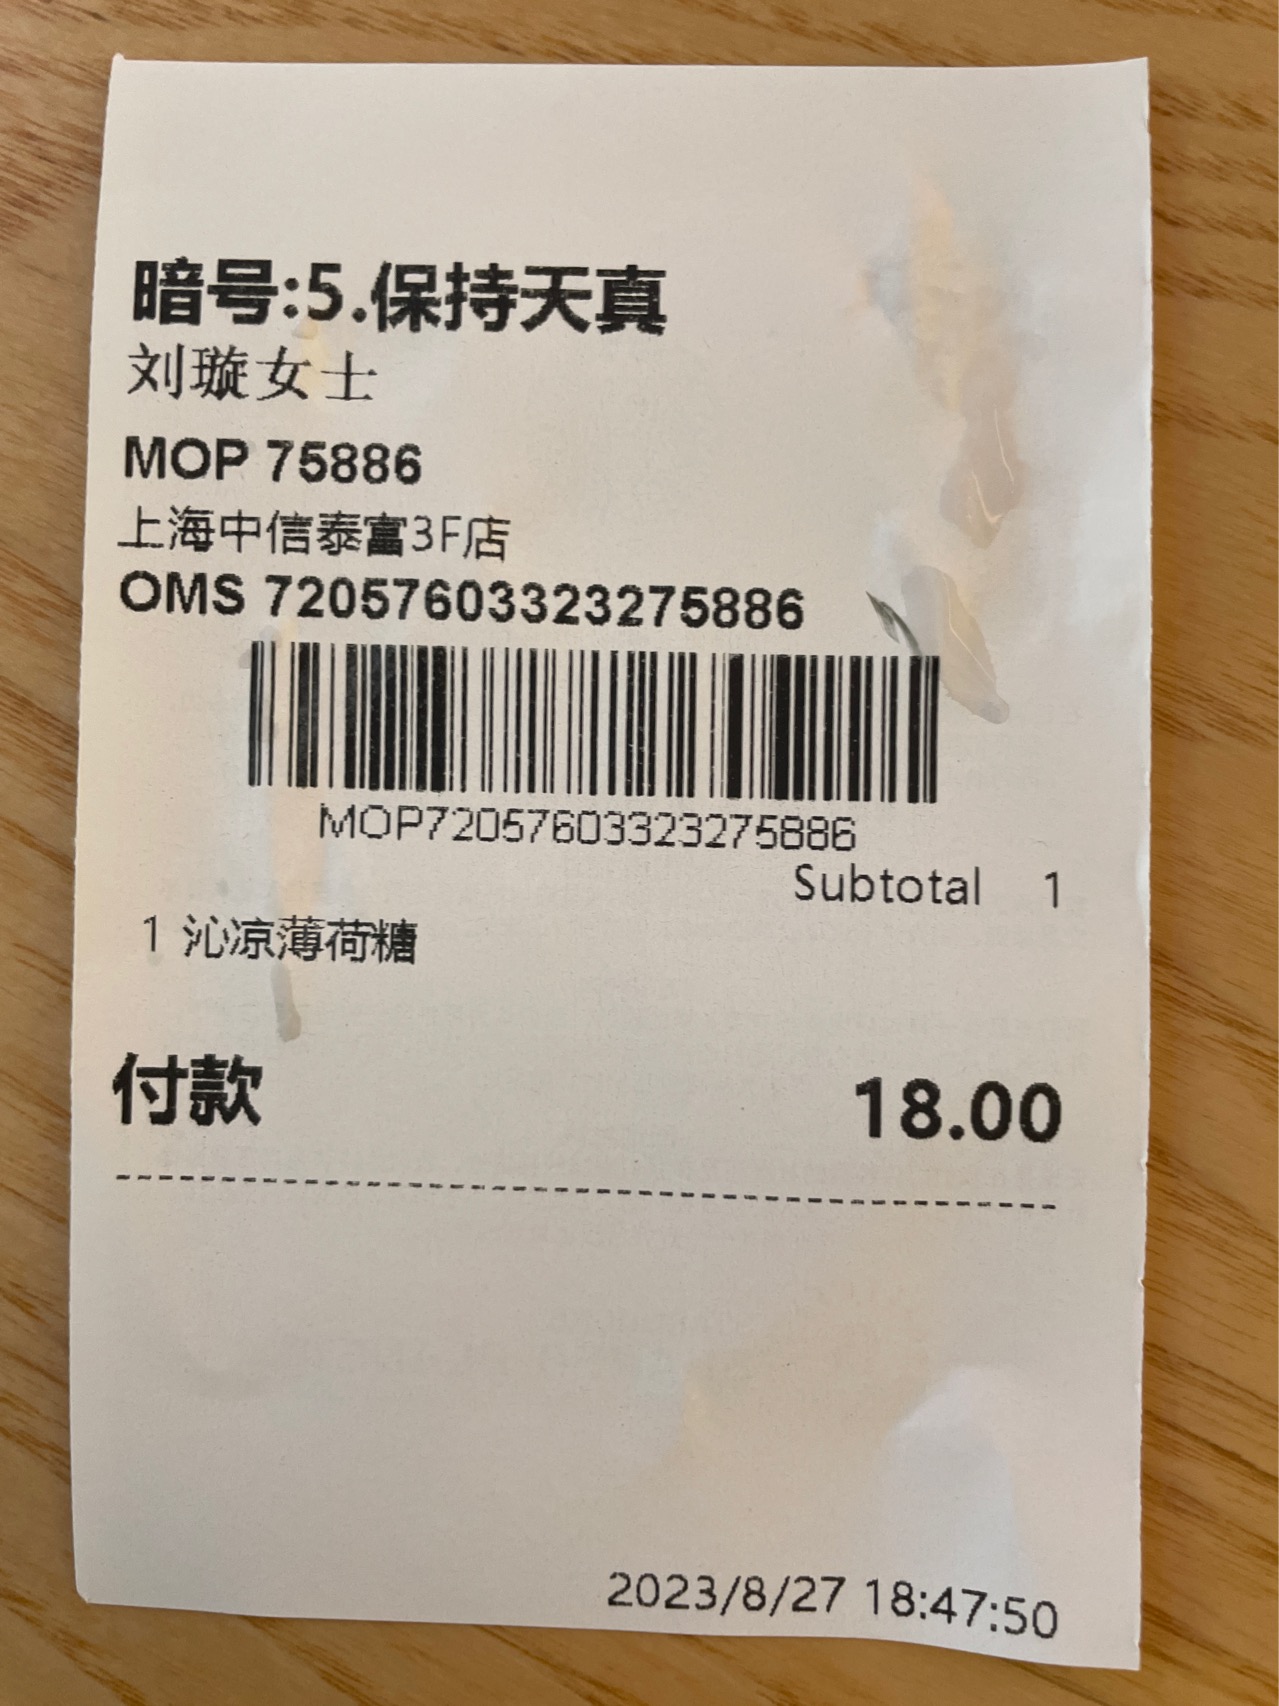 暗号:5.保持天真
刘璇女士
MOP 75886
上海中信泰富3F店
OMS 72057603323275886
MOP72057603323275886
Subtotal 1
1 沁凉薄荷糖
付款 18.00
2023/8/27 18:47:50